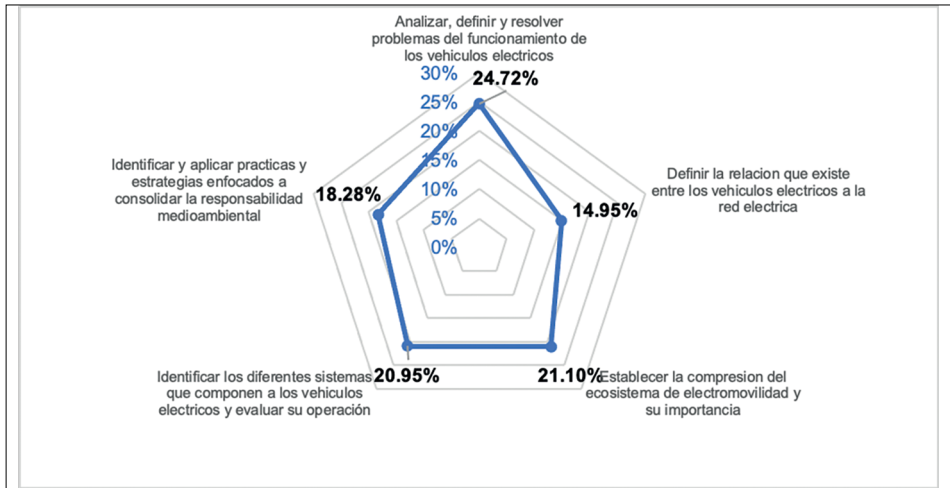 Analizar, definir y resolver
problemas del funcionamiento de
los vehiculos electricos
30%
24.72%
25%
20%
15%
10%
5%
0%
Definir la relacion que existe
entre los vehiculos electricos a la
red electrica
14.95%
21.10%
Establecer la compresion del
ecosistema de electromovilidad y
su importancia
20.95%
Identificar los diferentes sistemas
que componen a los vehiculos
electricos y evaluar su operación
Identificar y aplicar practicas y
estrategias enfocados a
consolidar la responsabilidad
medioambiental
18.28%